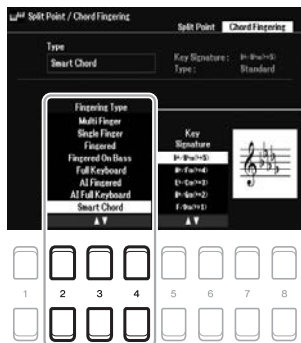 Split Point / Chord Fingering
Split Point
Chord Fingering
Type
Smart Chord
Key Signature :
Type :
Standard
Fingering Type
Multi Finger
Single Finger
Fingered
Fingered On Bass
Full Keyboard
AI Fingered
AI Full Keyboard
Smart Chord
▲▼
Key
Signature
▲▼
1 2 3 4 5 6 7 8